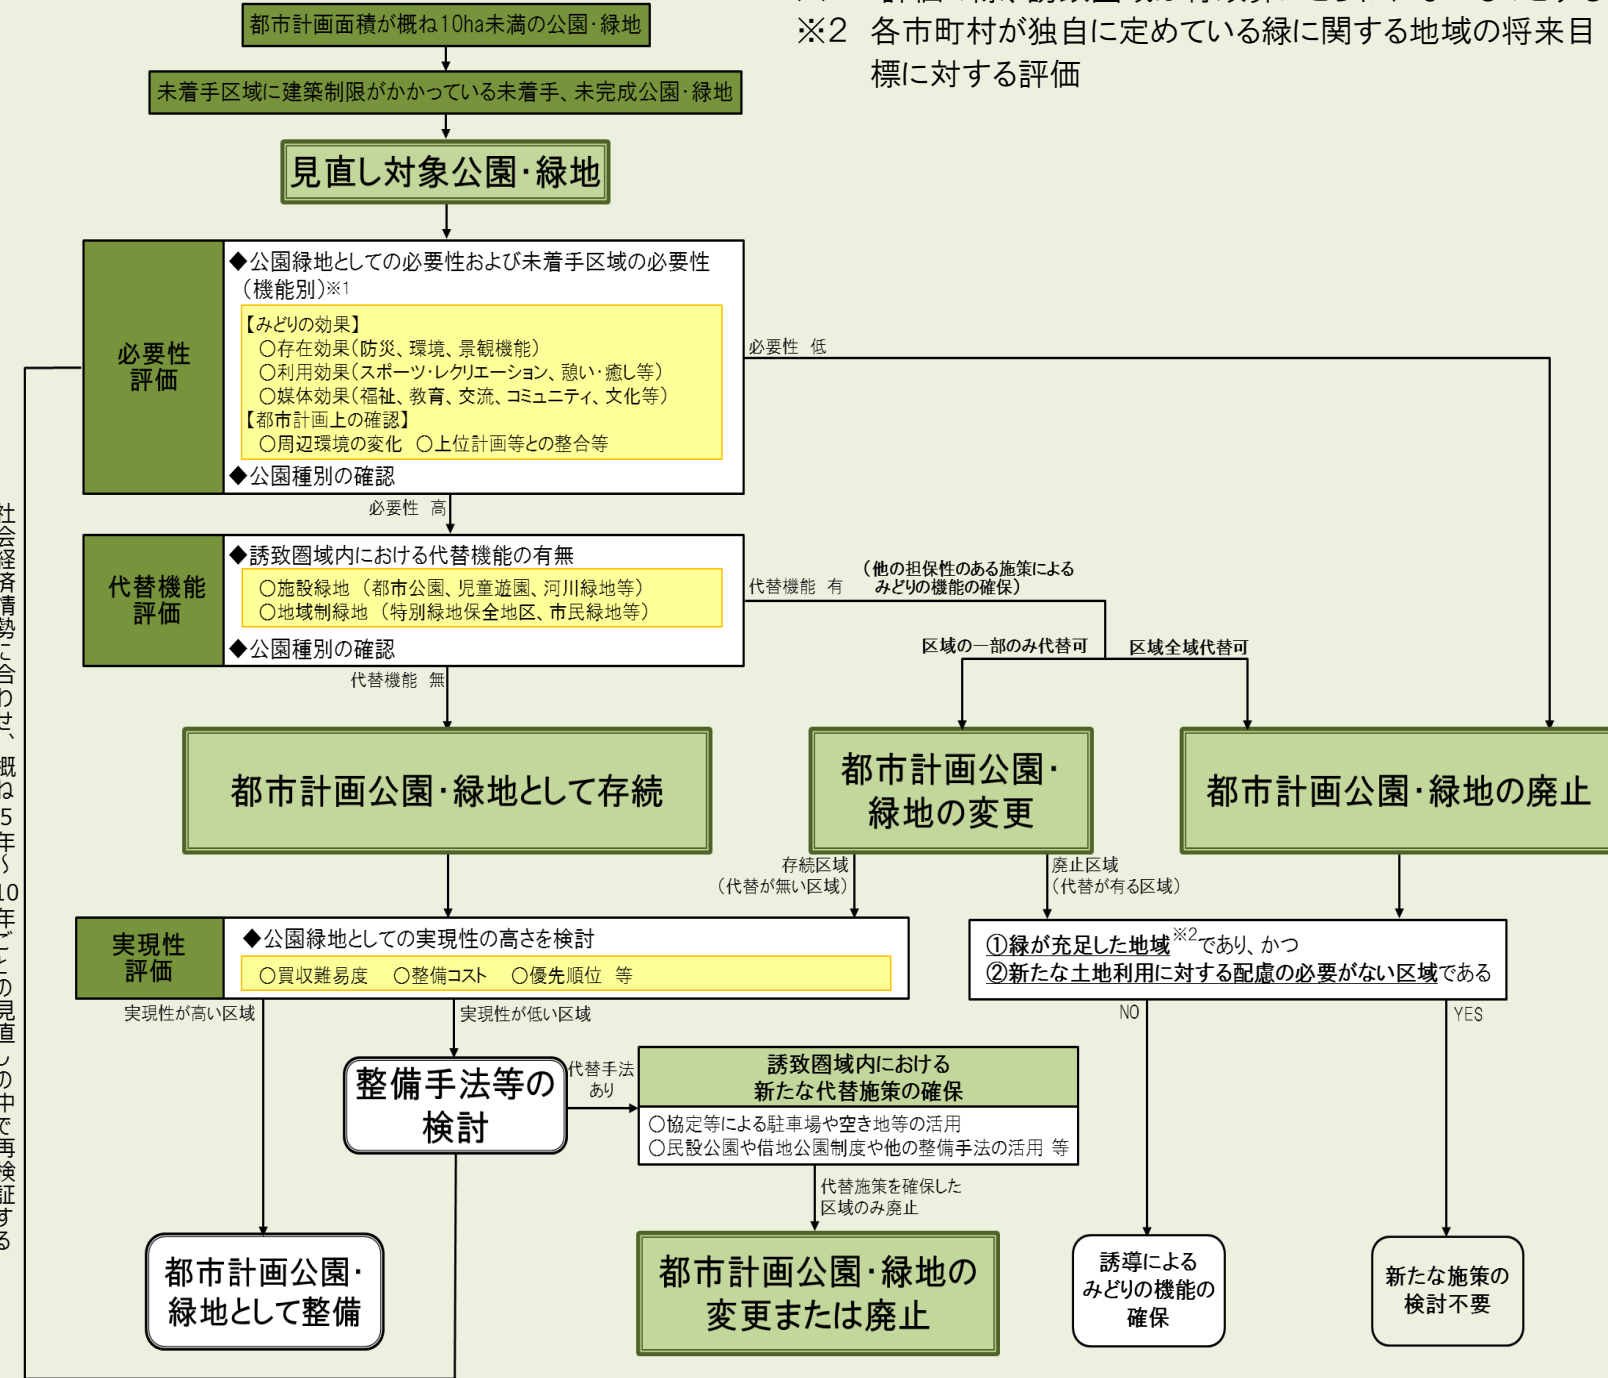 ※2 各市町村が独自に定めている緑に関する地域の将来目
標に対する評価
都市計画面積が概ね10ha未満の公園・緑地
未着手区域に建築制限がかかっている未着手、未完成公園・緑地
見直し対象公園・緑地
必要性
評価
◆公園緑地としての必要性および未着手区域の必要性
（機能別）※1
【みどりの効果】
○存在効果（防災、環境、景観機能）
○利用効果（スポーツ・レクリエーション、憩い・癒し等）
○媒体効果（福祉、教育、交流、コミュニティ、文化等）
【都市計画上の確認】
○周辺環境の変化 ○上位計画等との整合等
◆公園種別の確認
必要性 低
必要性 高
代替機能
評価
◆誘致圏域内における代替機能の有無
○施設緑地 （都市公園、児童遊園、河川緑地等）
○地域制緑地 （特別緑地保全地区、市民緑地等）
◆公園種別の確認
代替機能 有
（他の担保性のある施策による
みどりの機能の確保）
区域の一部のみ代替可
区域全域代替可
代替機能 無
都市計画公園・緑地として存続
都市計画公園・
緑地の変更
都市計画公園・緑地の廃止
存続区域
（代替が無い区域）
廃止区域
（代替が有る区域）
実現性
評価
◆公園緑地としての実現性の高さを検討
○買収難易度 ○整備コスト ○優先順位 等
①緑が充足した地域※2であり、かつ
②新たな土地利用に対する配慮の必要がない区域である
実現性が高い区域
実現性が低い区域
NO
YES
整備手法等の
検討
代替手法
あり
誘致圏域内における
新たな代替施策の確保
○協定等による駐車場や空き地等の活用
○民設公園や借地公園制度や他の整備手法の活用 等
代替施策を確保した
区域のみ廃止
都市計画公園・
緑地として整備
都市計画公園・緑地の
変更または廃止
誘導による
みどりの機能の
確保
新たな施策の
検討不要
社会経済情勢に合わせ、概ね5年～10年ごとの見直しの中で再検証する